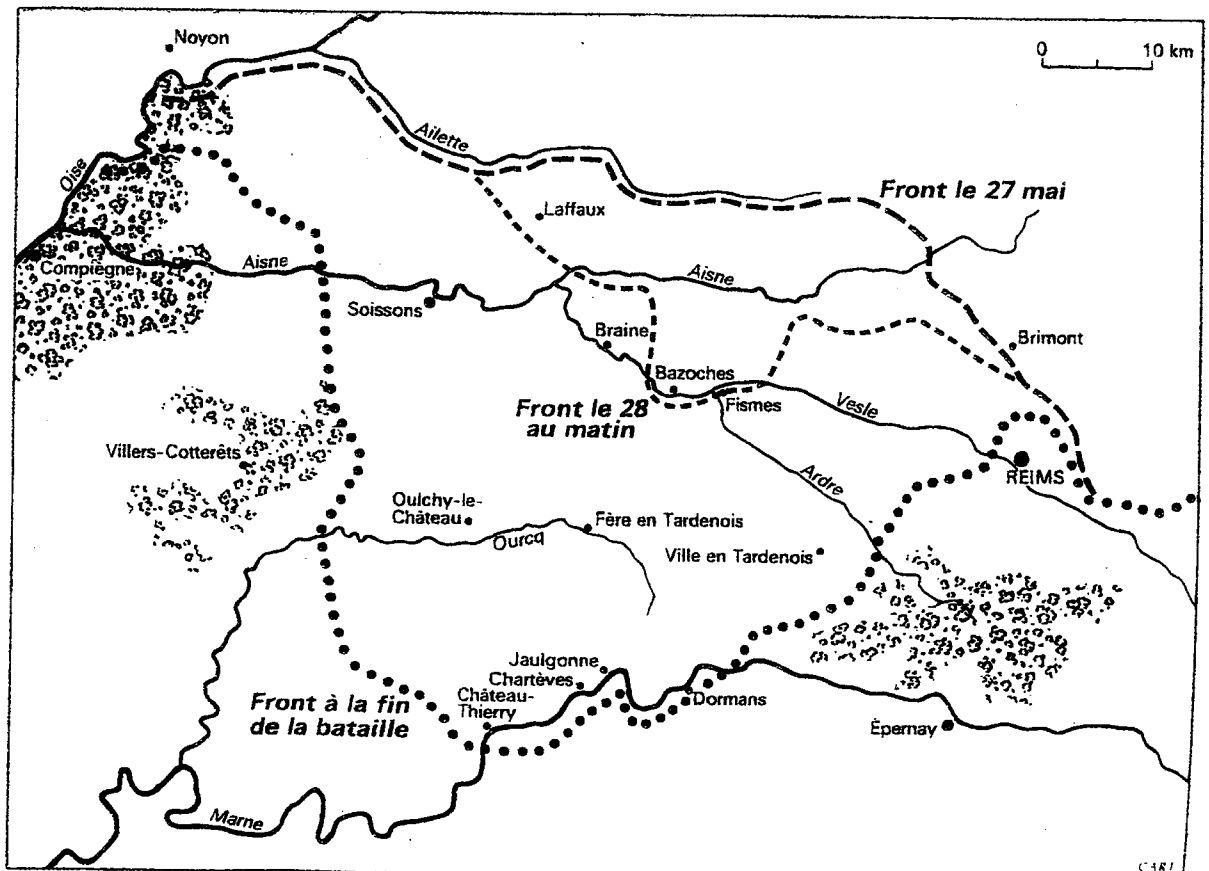 Noyon
0 10 km
Oise
Ailette
Front le 27 mai
Laffaux
Compiègne
Aisne
Aisne
Soissons
Braine
Brimont
Bazoches
Front le 28
au matin
Fismes
Vesle
Villers-Cotterêts
REIMS
Ardre
Oulchy-le-
Château
Fère en Tardenois
Ourcq
Ville en Tardenois
Jaulgonne
Chartèves
Château-
Thierry
Dormans
Front à la fin
de la bataille
Épernay
Marne